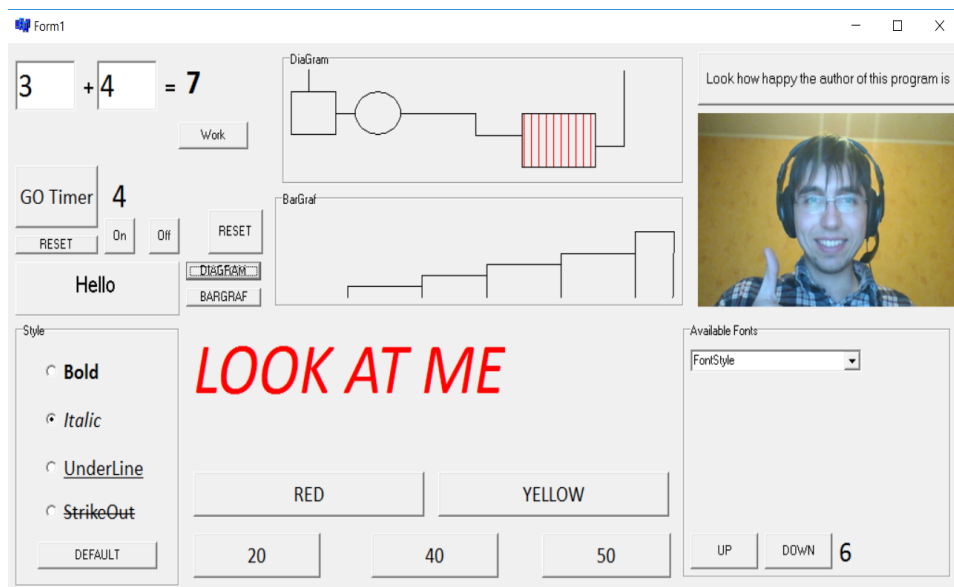 Form1
3 + 4 = 7
Work
DiaGram
Look how happy the author of this program is
GO Timer 4
On Off
RESET
RESET
BarGraf
Hello
DIAGRAM
BARGRAF
Style
Bold
Italic
UnderLine
StrikeOut
DEFAULT
LOOK AT ME
RED YELLOW
20 40 50
Available Fonts
FontStyle
UP DOWN 6